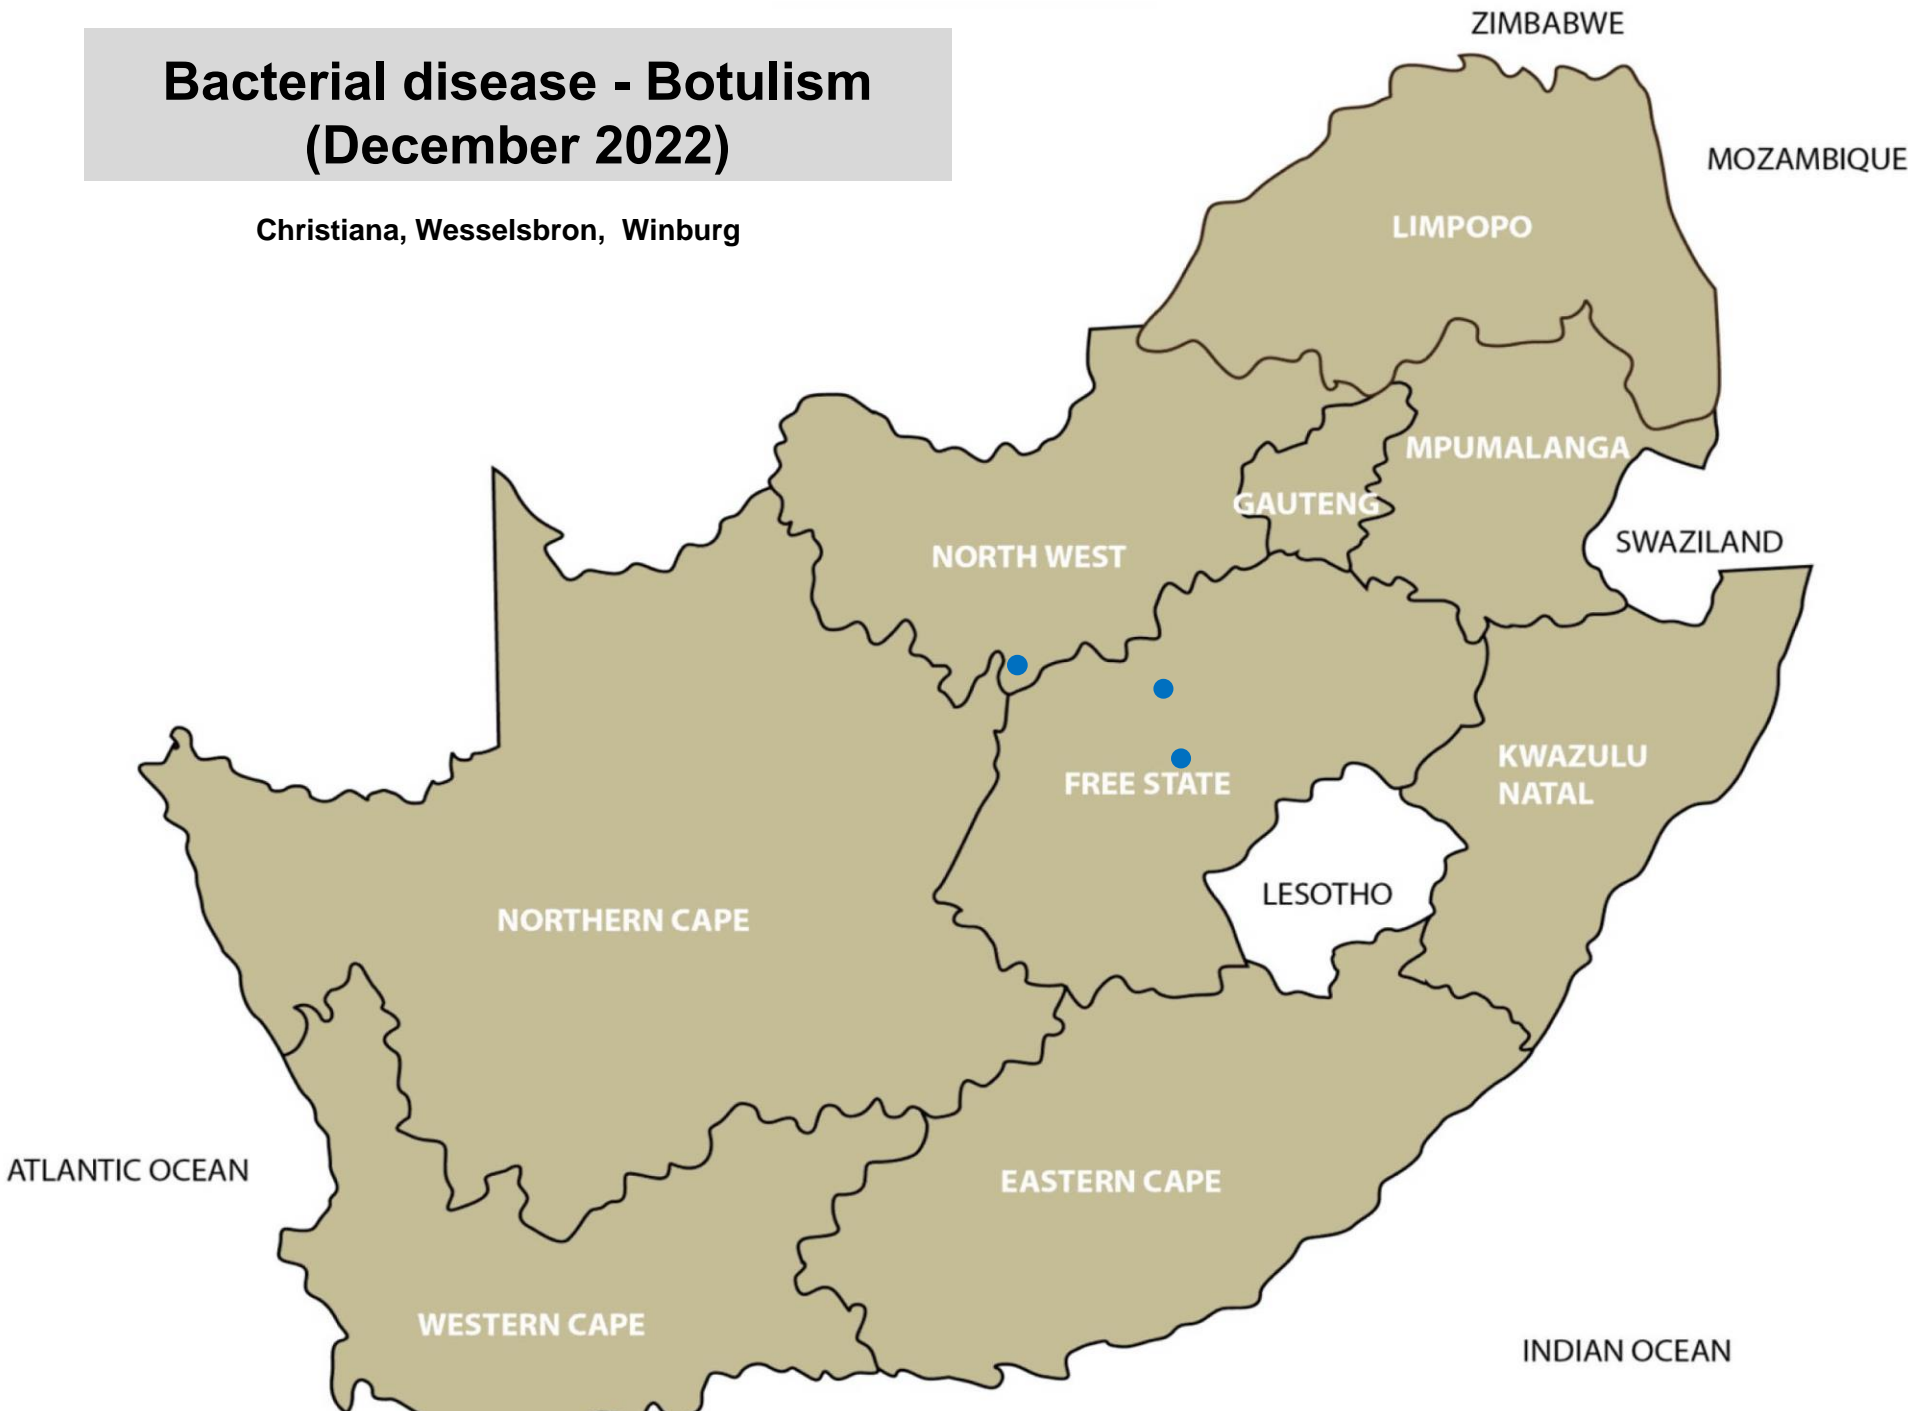 Bacterial disease - Botulism
(December 2022)
Christiana, Wesselsbron, Winburg
ZIMBABWE
MOZAMBIQUE
LIMPOPO
MPUMALANGA
GAUTENG
SWAZILAND
NORTH WEST
KWAZULU
NATAL
FREE STATE
LESOTHO
NORTHERN CAPE
ATLANTIC OCEAN
EASTERN CAPE
WESTERN CAPE
INDIAN OCEAN